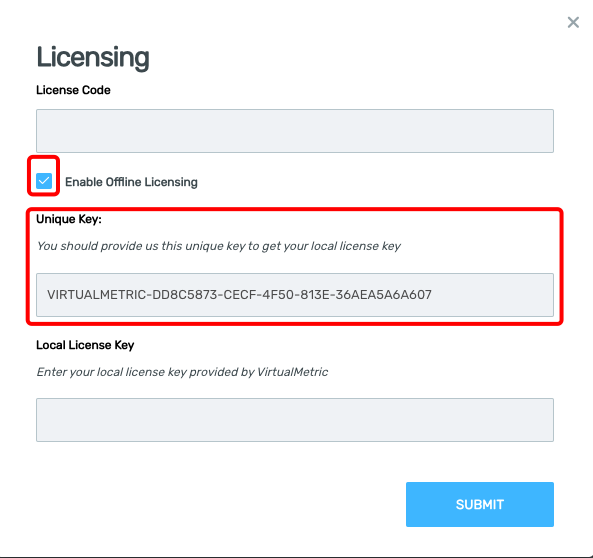 Licensing
License Code
Enable Offline Licensing
Unique Key:
You should provide us this unique key to get your local license key
VIRTUALMETRIC-DD8C5873-CECF-4F50-813E-36AEA5A6A607
Local License Key
Enter your local license key provided by VirtualMetric
SUBMIT